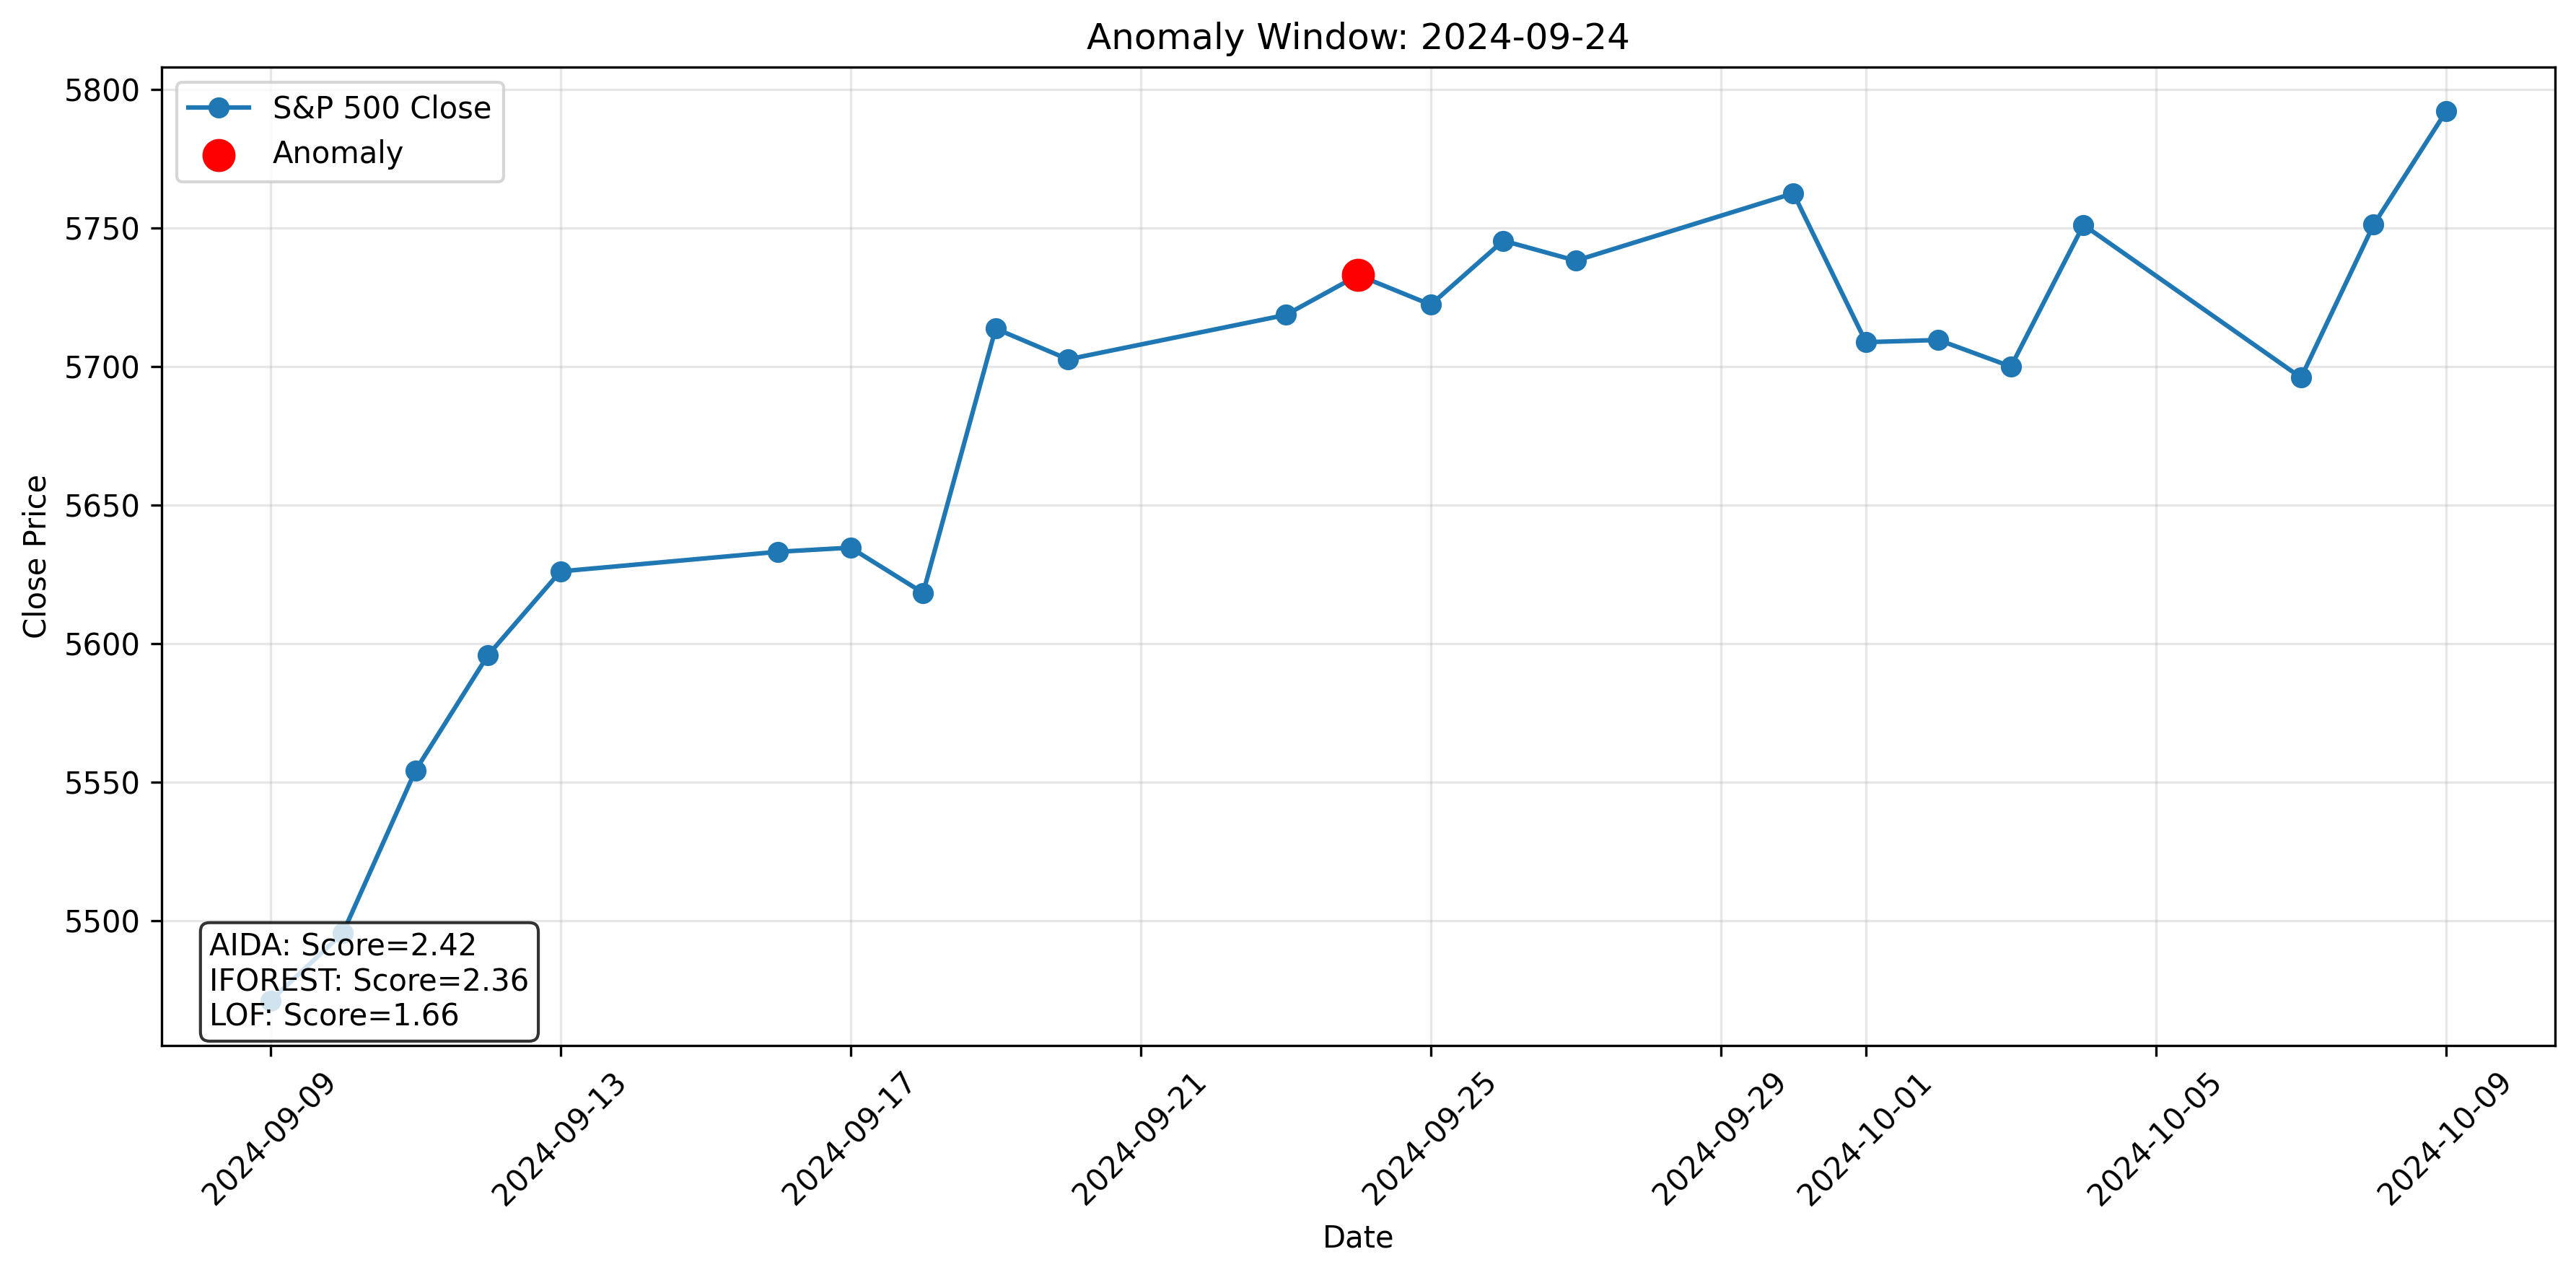 Anomaly Window: 2024-09-24
S&P 500 Close
Anomaly
5800
5750
5700
5650
5600
5550
5500
Close Price
AIDA: Score=2.42
IFOREST: Score=2.36
LOF: Score=1.66
2024-09-09
2024-09-13
2024-09-17
2024-09-21
2024-09-25
2024-09-29
2024-10-01
2024-10-05
2024-10-09
Date